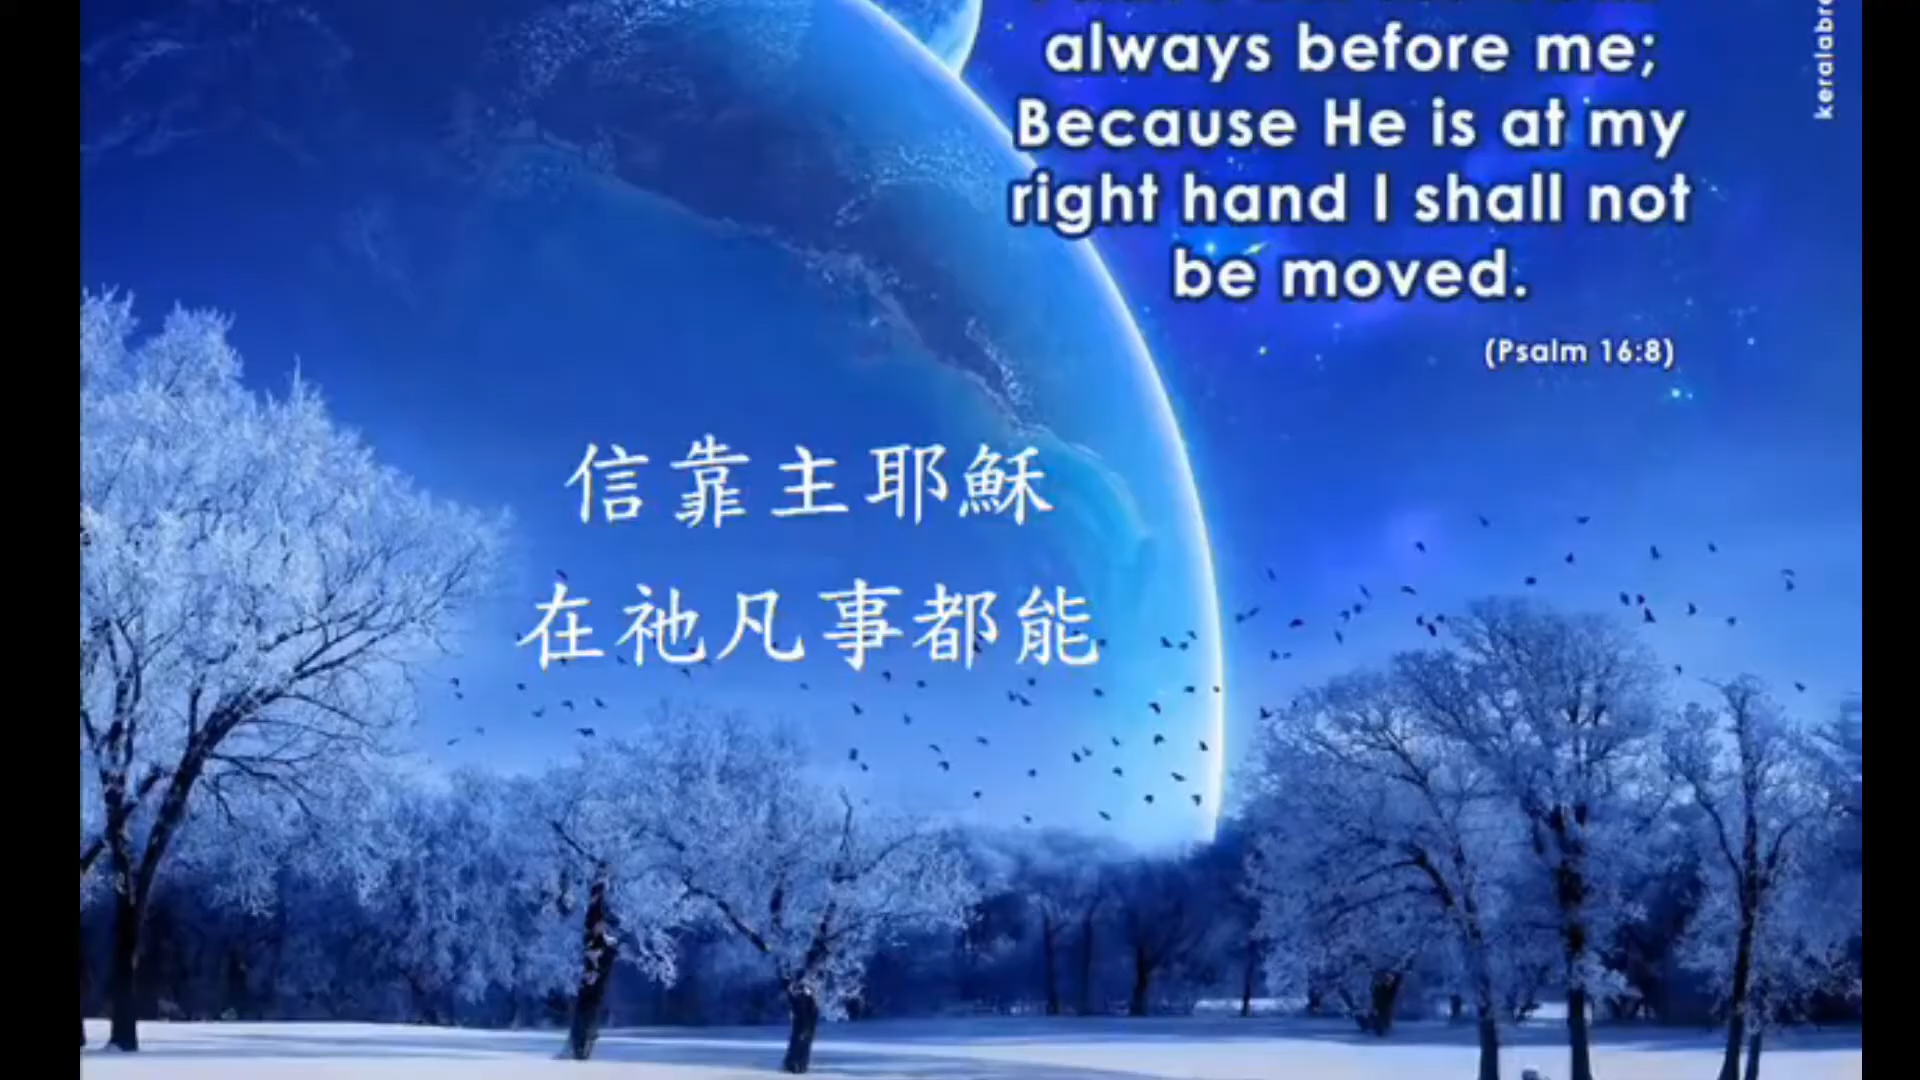 always before me;
Because He is at my
right hand I shall not
be moved.
(Psalm 16:8)
信靠主耶穌
在祂凡事都能